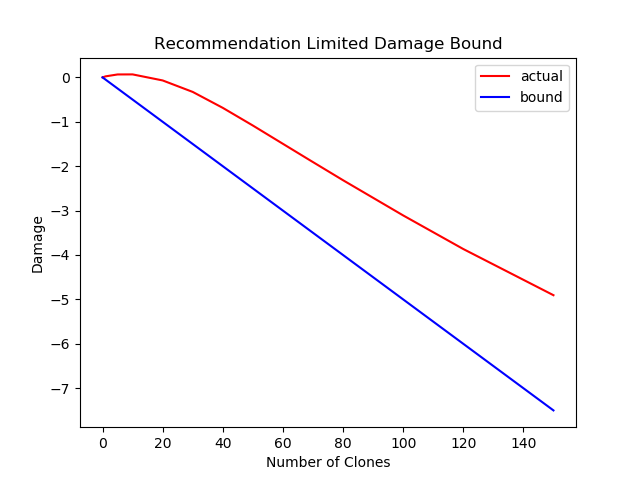 Recommendation Limited Damage Bound
actual
bound
0
−1
−2
−3
−4
−5
−6
−7
Damage
0 20 40 60 80 100 120 140
Number of Clones